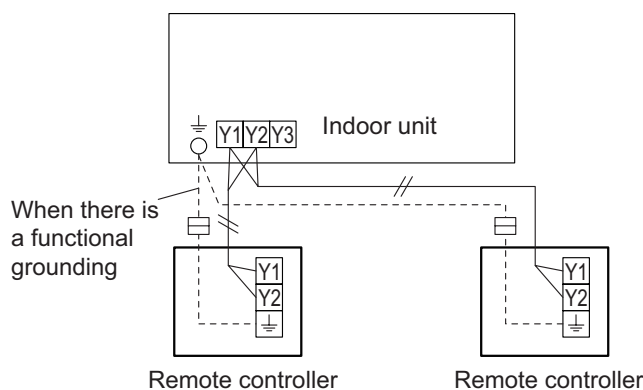 Y1 Y2 Y3
Indoor unit
When there is
a functional
grounding
Y1
Y2
Y1
Y2
Remote controller
Remote controller